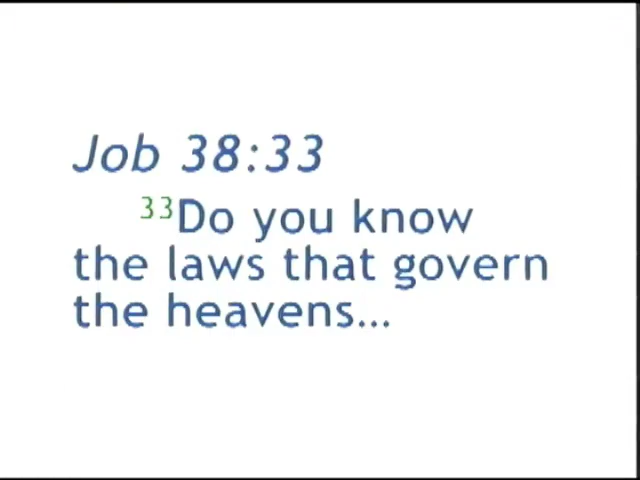 Job 38:33
33Do you know
the laws that govern
the heavens...